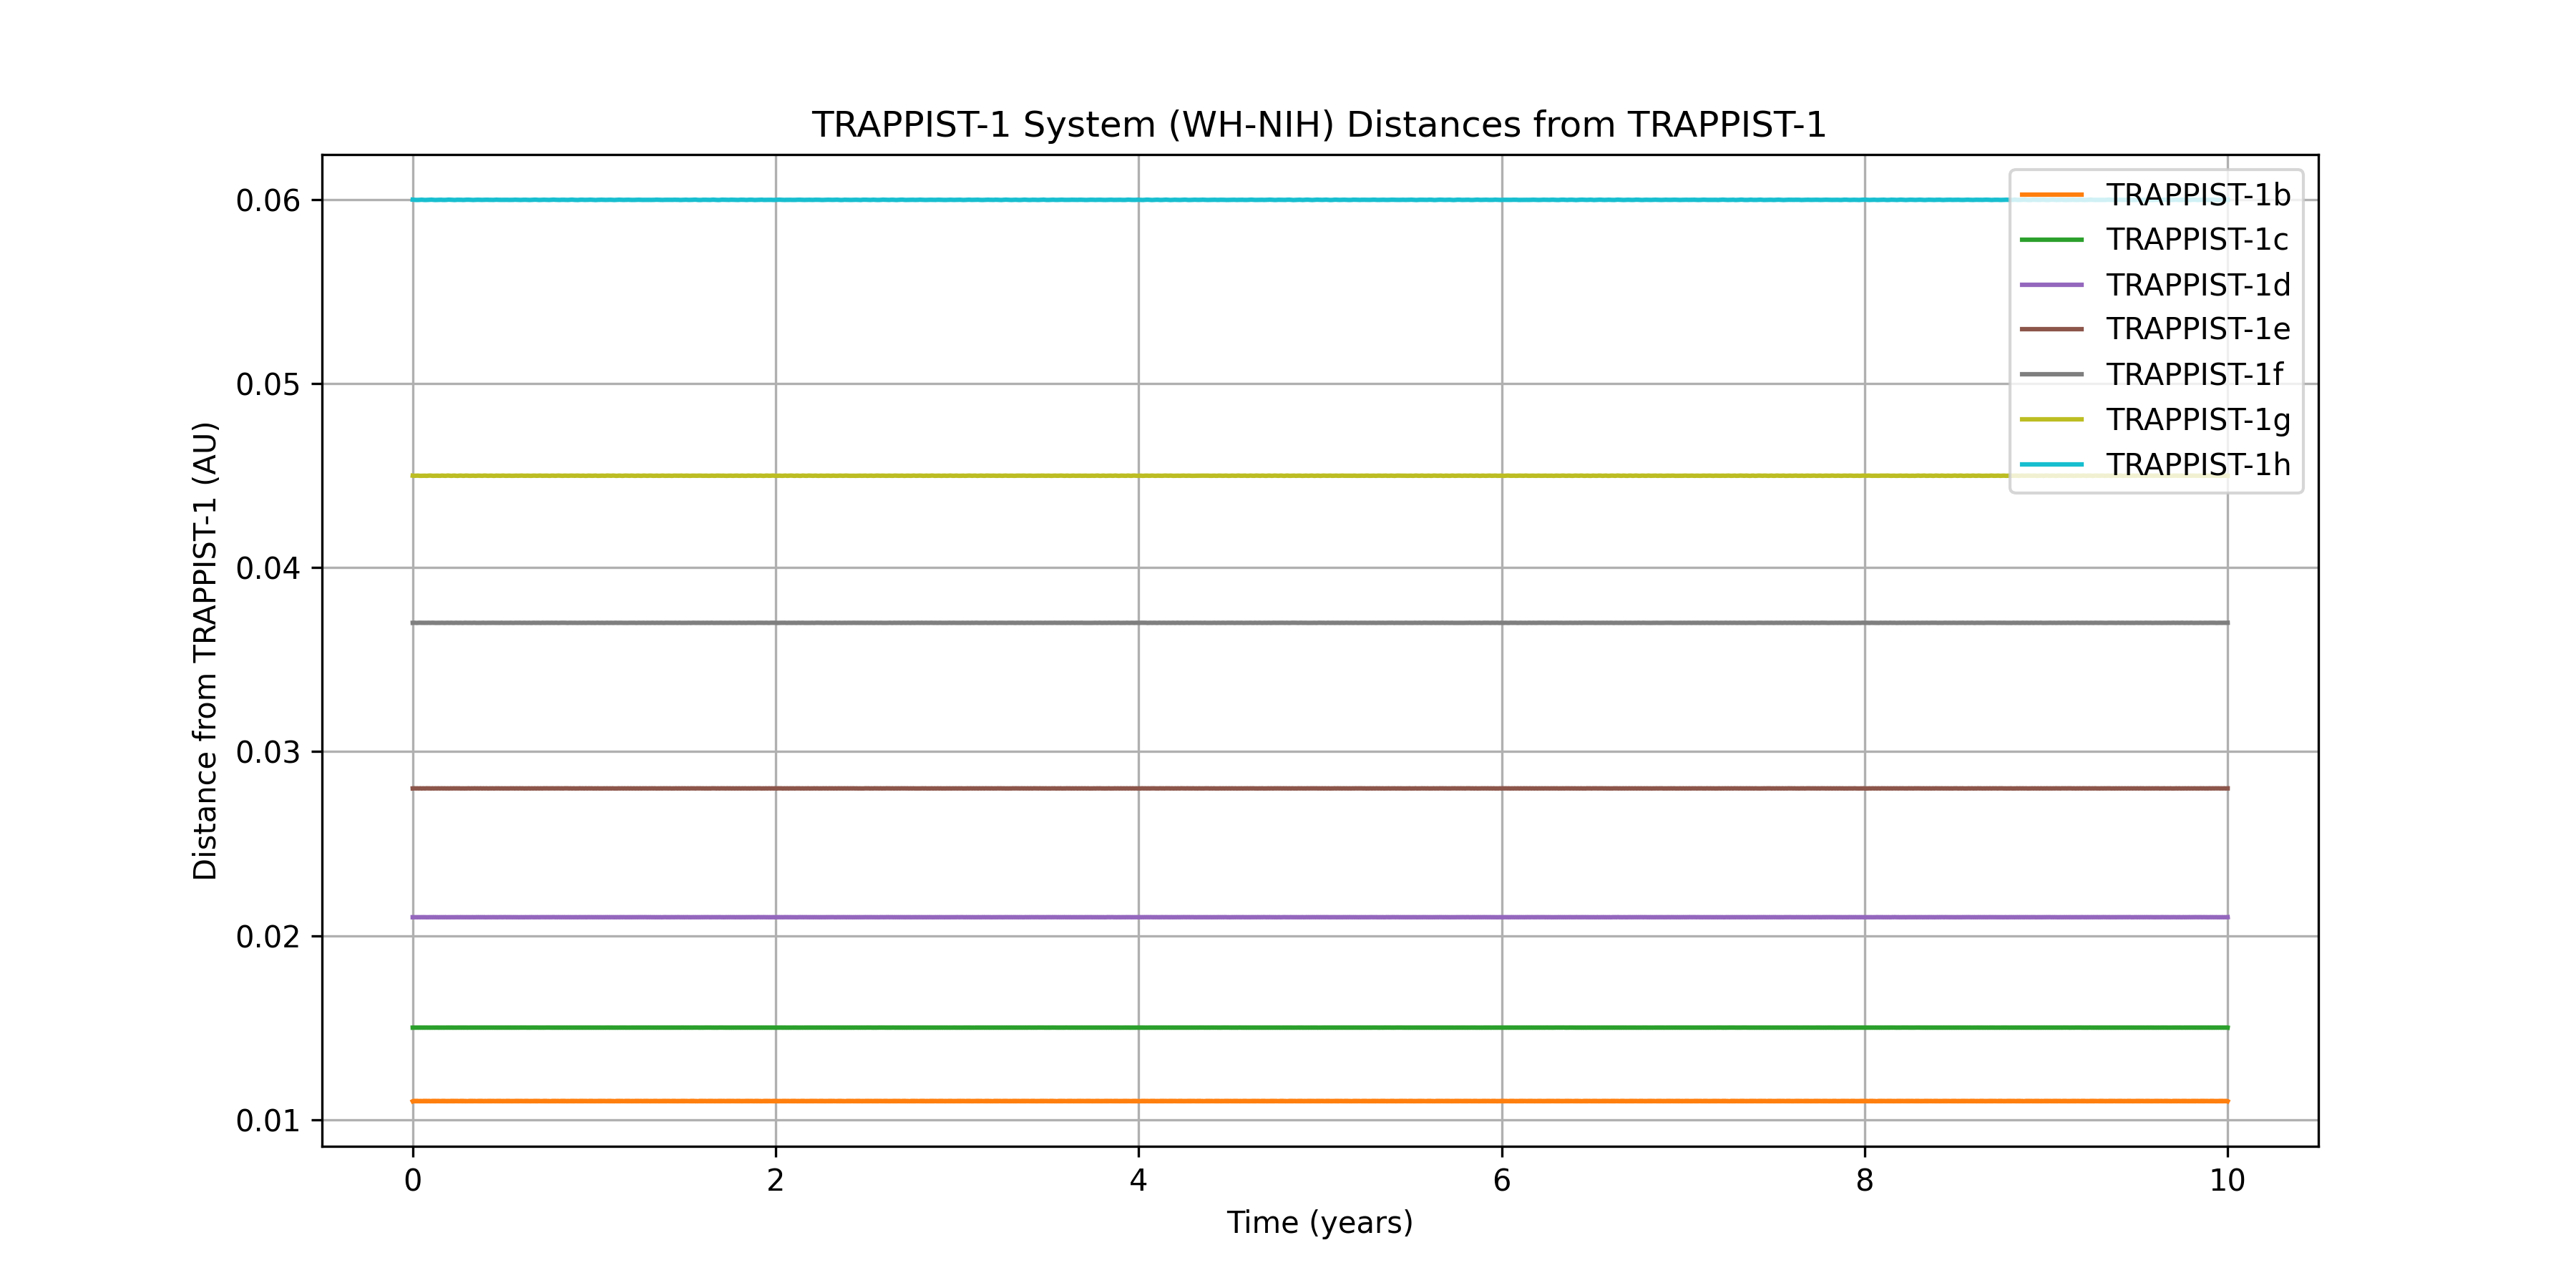 TRAPPIST-1 System (WH-NIH) Distances from TRAPPIST-1
Distance from TRAPPIST-1 (AU)
0.06
0.05
0.04
0.03
0.02
0.01
TRAPPIST-1b
TRAPPIST-1c
TRAPPIST-1d
TRAPPIST-1e
TRAPPIST-1f
TRAPPIST-1g
TRAPPIST-1h
0 2 4 6 8 10
Time (years)